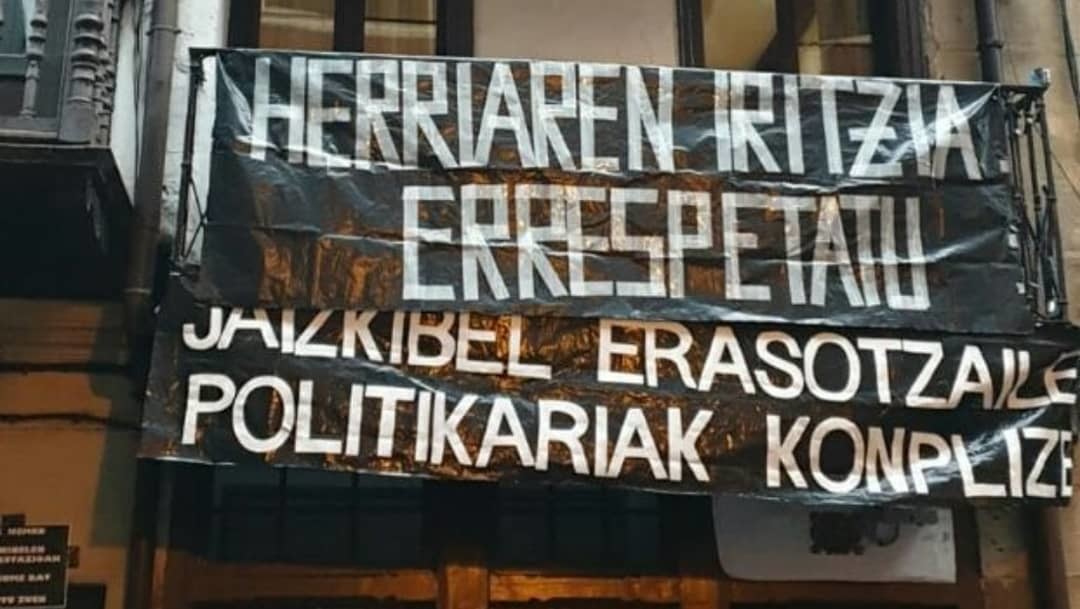 HERRIAREN IRITZIA
ERRESPETATU
JAIZKIBEL ERASOTZAILE
POLITIKARIAK KONPLIZE